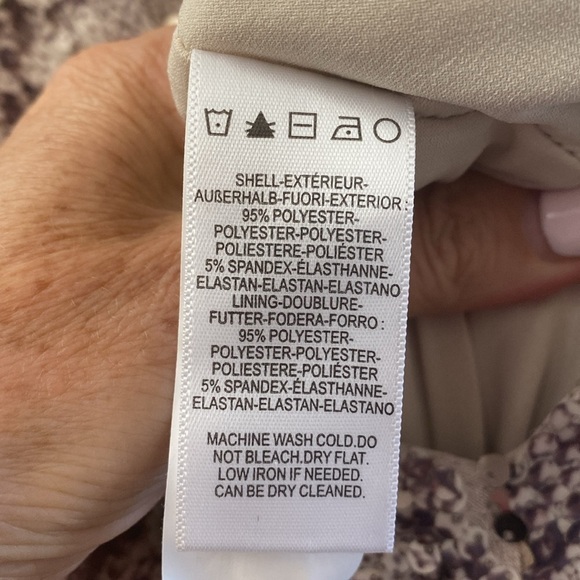 SHELL-EXTÉRIEUR-
AUßERHALB-FUORI-EXTERIOR :
95% POLYESTER-
POLYESTER-POLYESTER-
POLIESTERE-POLIÉSTER
5% SPANDEX-ÉLASTHANNE-
ELASTAN-ELASTAN-ELASTANO
LINING-DOUBLURE-
FUTTER-FODERA-FORRO :
95% POLYESTER-
POLYESTER-POLYESTER-
POLIESTERE-POLIÉSTER
5% SPANDEX-ÉLASTHANNE-
ELASTAN-ELASTAN-ELASTANO
MACHINE WASH COLD.DO
NOT BLEACH.DRY FLAT.
LOW IRON IF NEEDED.
CAN BE DRY CLEANED.